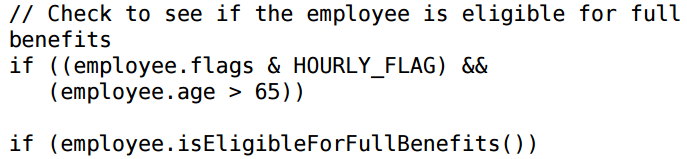 // Check to see if the employee is eligible for full
benefits
if ((employee.flags & HOURLY_FLAG) &&
(employee.age > 65))
if (employee.isEligibleForFullBenefits())